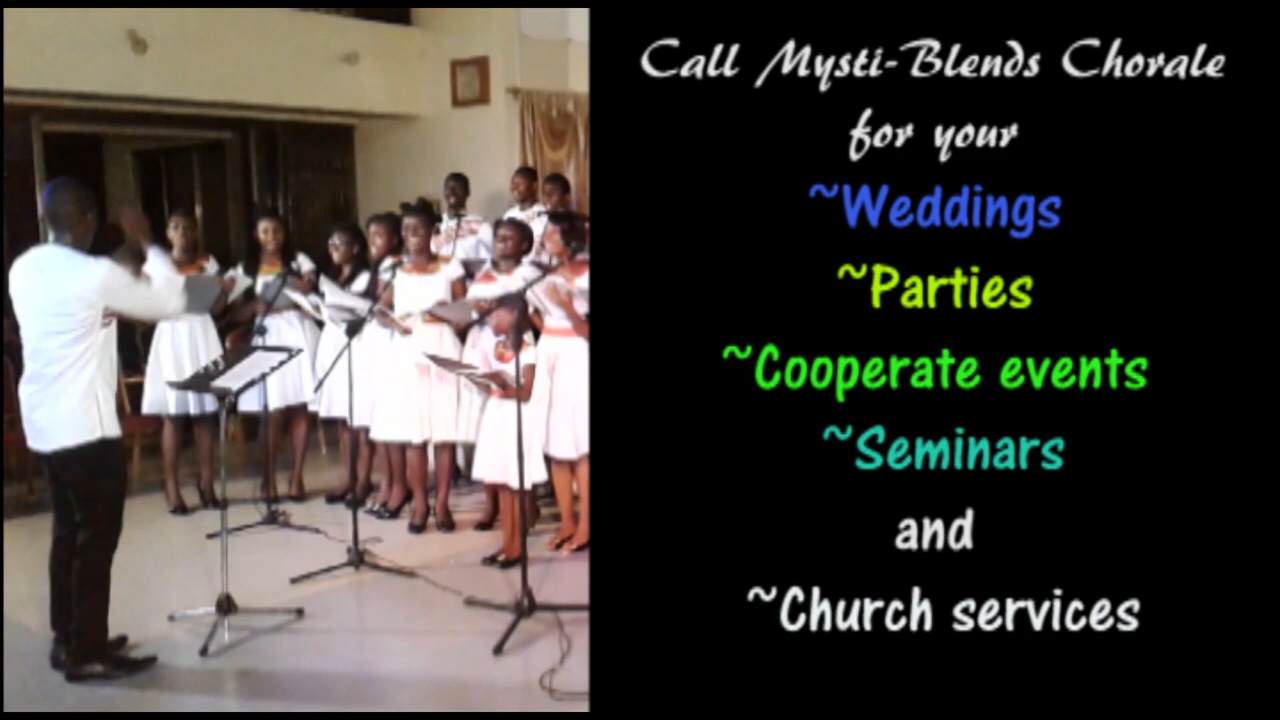 Call Mysti-Blends Chorale
for your
~Weddings
~Parties
~Cooperate events
~Seminars
and
~Church services